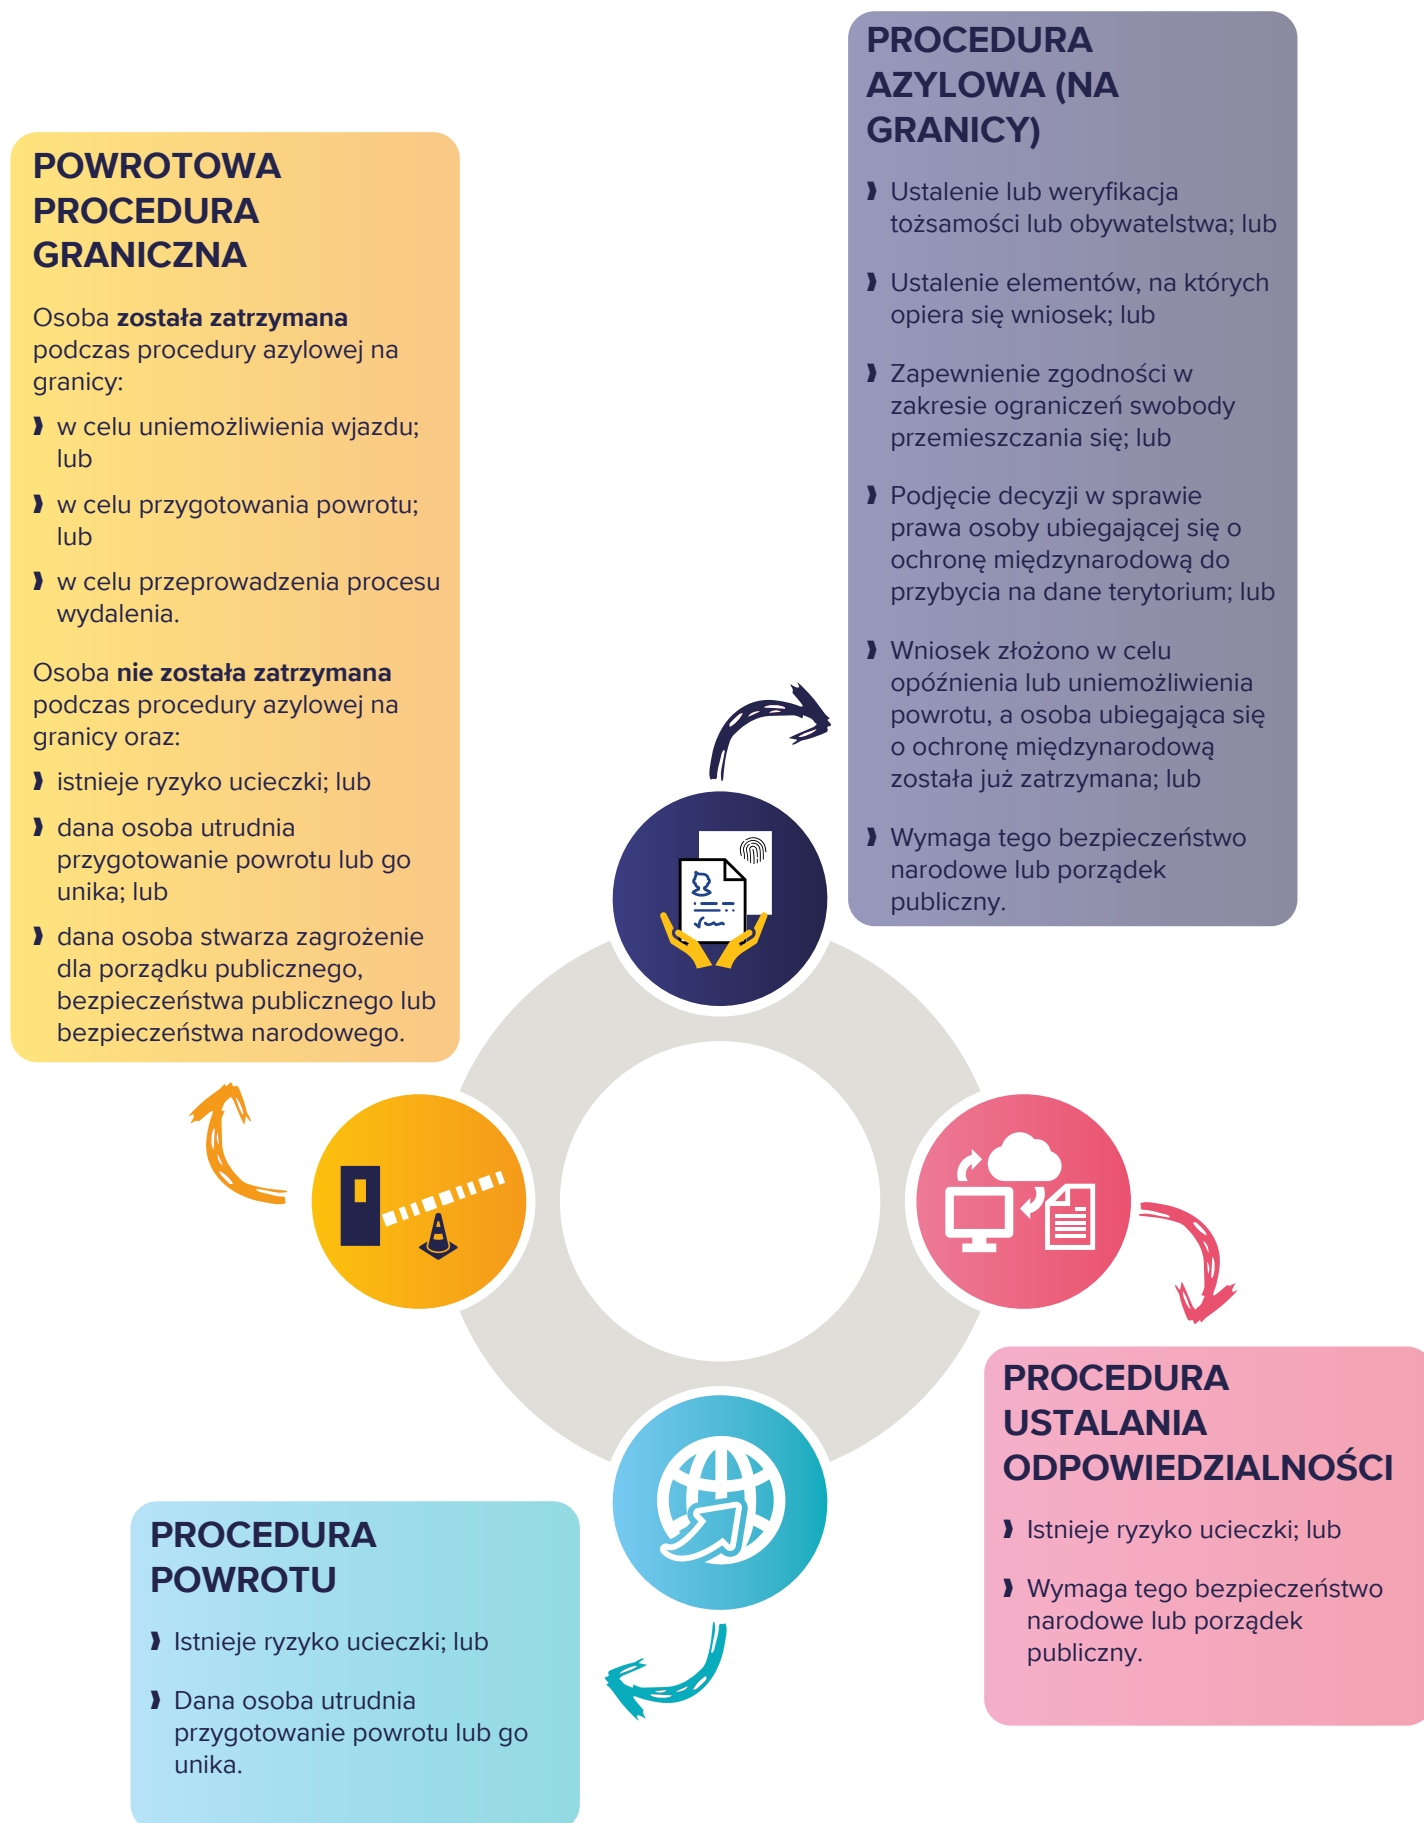 PROCEDURA
AZYLOWA (NA
GRANICY)
Ustalenie lub weryfikacja
tożsamości lub obywatelstwa; lub
Ustalenie elementów, na których
opiera się wniosek; lub
Zapewnienie zgodności w
zakresie ograniczeń swobody
przemieszczania się; lub
Podjęcie decyzji w sprawie
prawa osoby ubiegającej się o
ochronę międzynarodową do
przybycia na dane terytorium; lub
Wniosek złożono w celu
opóźnienia lub uniemożliwienia
powrotu, a osoba ubiegająca się
o ochronę międzynarodową
została już zatrzymana; lub
Wymaga tego bezpieczeństwo
narodowe lub porządek
publiczny.
POWROTOWA
PROCEDURA
GRANICZNA
Osoba została zatrzymana
podczas procedury azylowej na
granicy:
w celu uniemożliwienia wjazdu;
lub
w celu przygotowania powrotu;
lub
w celu przeprowadzenia procesu
wydalenia.
Osoba nie została zatrzymana
podczas procedury azylowej na
granicy oraz:
istnieje ryzyko ucieczki; lub
dana osoba utrudnia
przygotowanie powrotu lub go
unika; lub
dana osoba stwarza zagrożenie
dla porządku publicznego,
bezpieczeństwa publicznego lub
bezpieczeństwa narodowego.
PROCEDURA
USTALANIA
ODPOWIEDZIALNOŚCI
Istnieje ryzyko ucieczki; lub
Wymaga tego bezpieczeństwo
narodowe lub porządek
publiczny.
PROCEDURA
POWROTU
Istnieje ryzyko ucieczki; lub
Dana osoba utrudnia
przygotowanie powrotu lub go
unika.